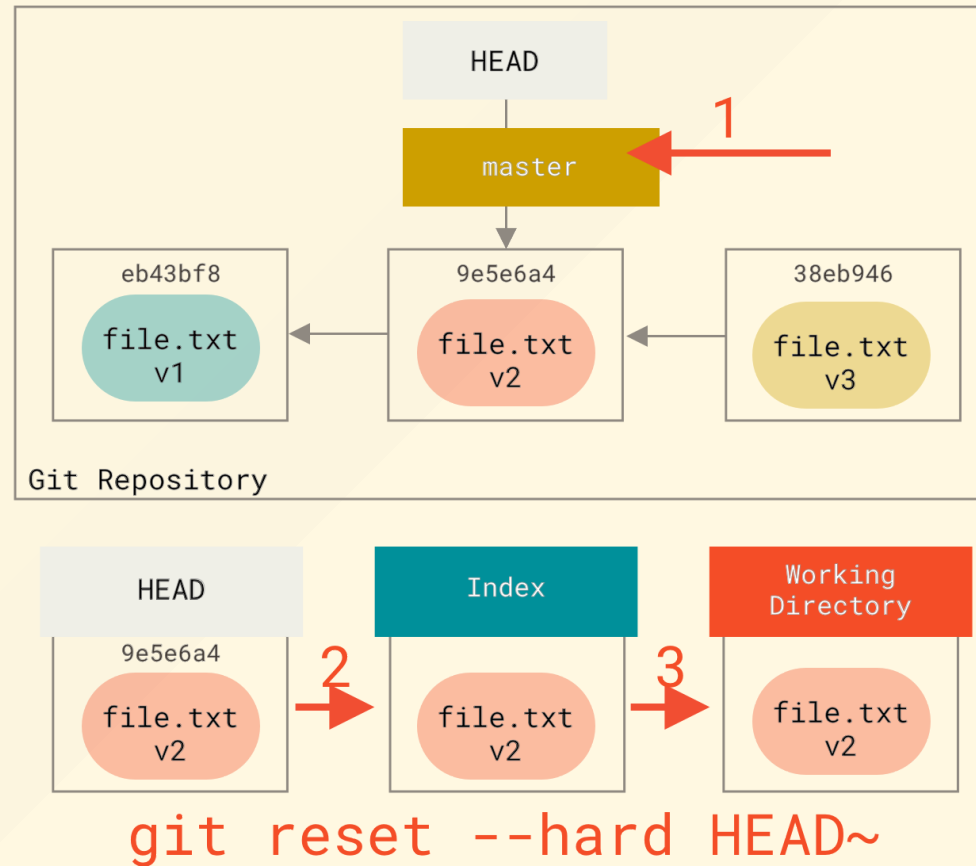 HEAD
1
master
eb43bf8
9e5e6a4
38eb946
file.txt
v1
file.txt
v2
file.txt
v3
Git Repository
HEAD
Index
Working
Directory
9e5e6a4
2
3
file.txt
v2
file.txt
v2
file.txt
v2
git reset --hard HEAD~